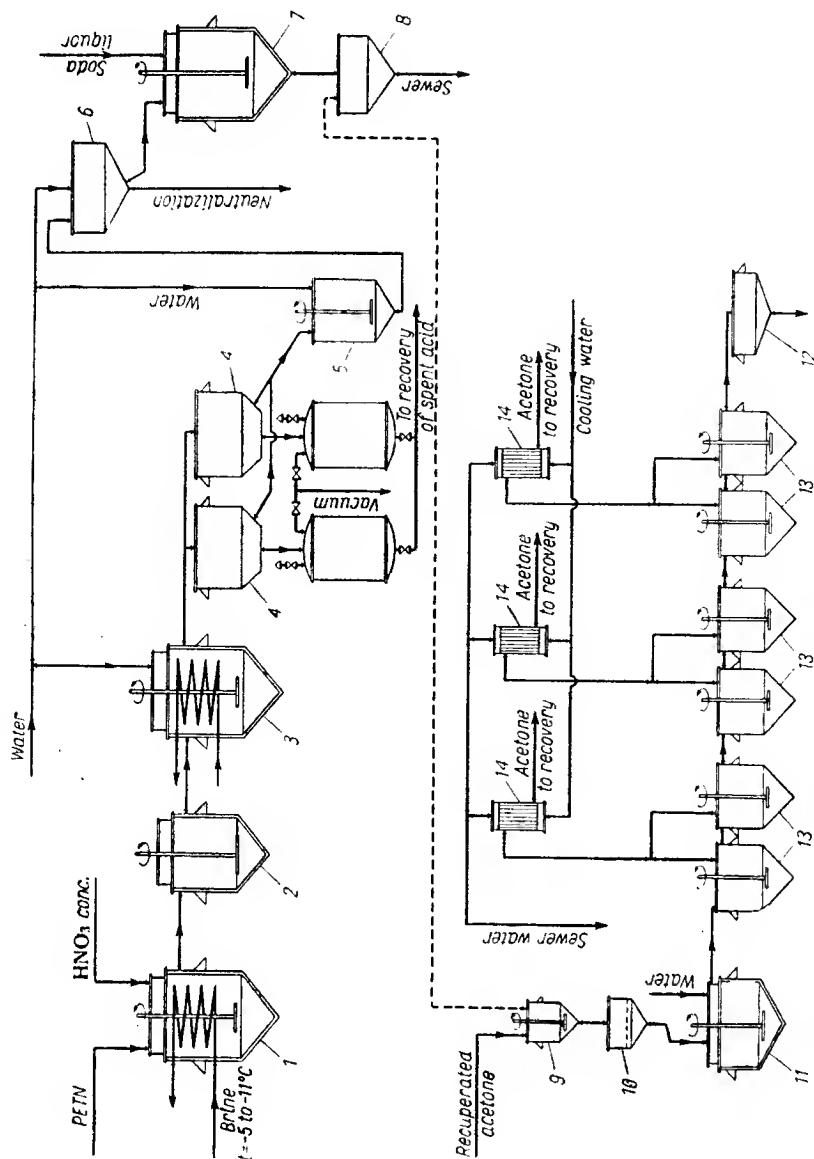 Water
PETN
HNO₃ conc.
Brine
t=-5 to -11°C
1
2
3
4
4
Vacuum
To recovery
of spent acid
Water
5
6
Neutralization
Soda
liquor
7
8
Sewer
Recuperated
acetone
9
10
Water
11
Sewer water
14
Acetone
to recovery
14
Acetone
to recovery
14
Acetone
to recovery
Cooling water
13
13
13
12